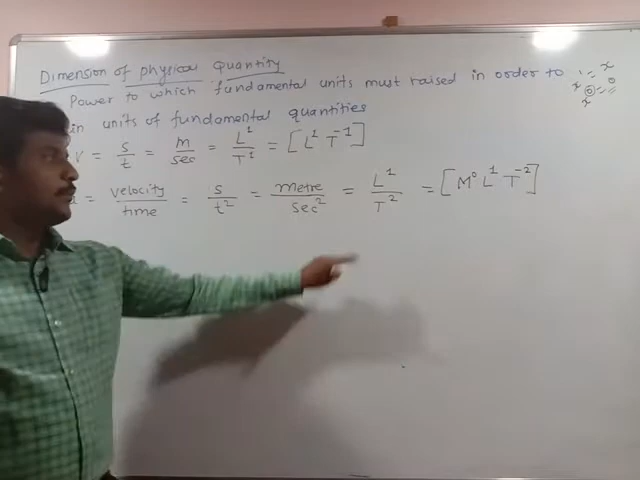 Dimension of physical Quantity
Power to which fundamental units must raised in order to
in units of fundamental quantities
V = s/t = m/sec = L¹/T¹ = [L¹ T⁻¹]
= velocity/time = s/t² = metre/sec² = L¹/T² = [M⁰ L¹ T⁻²]